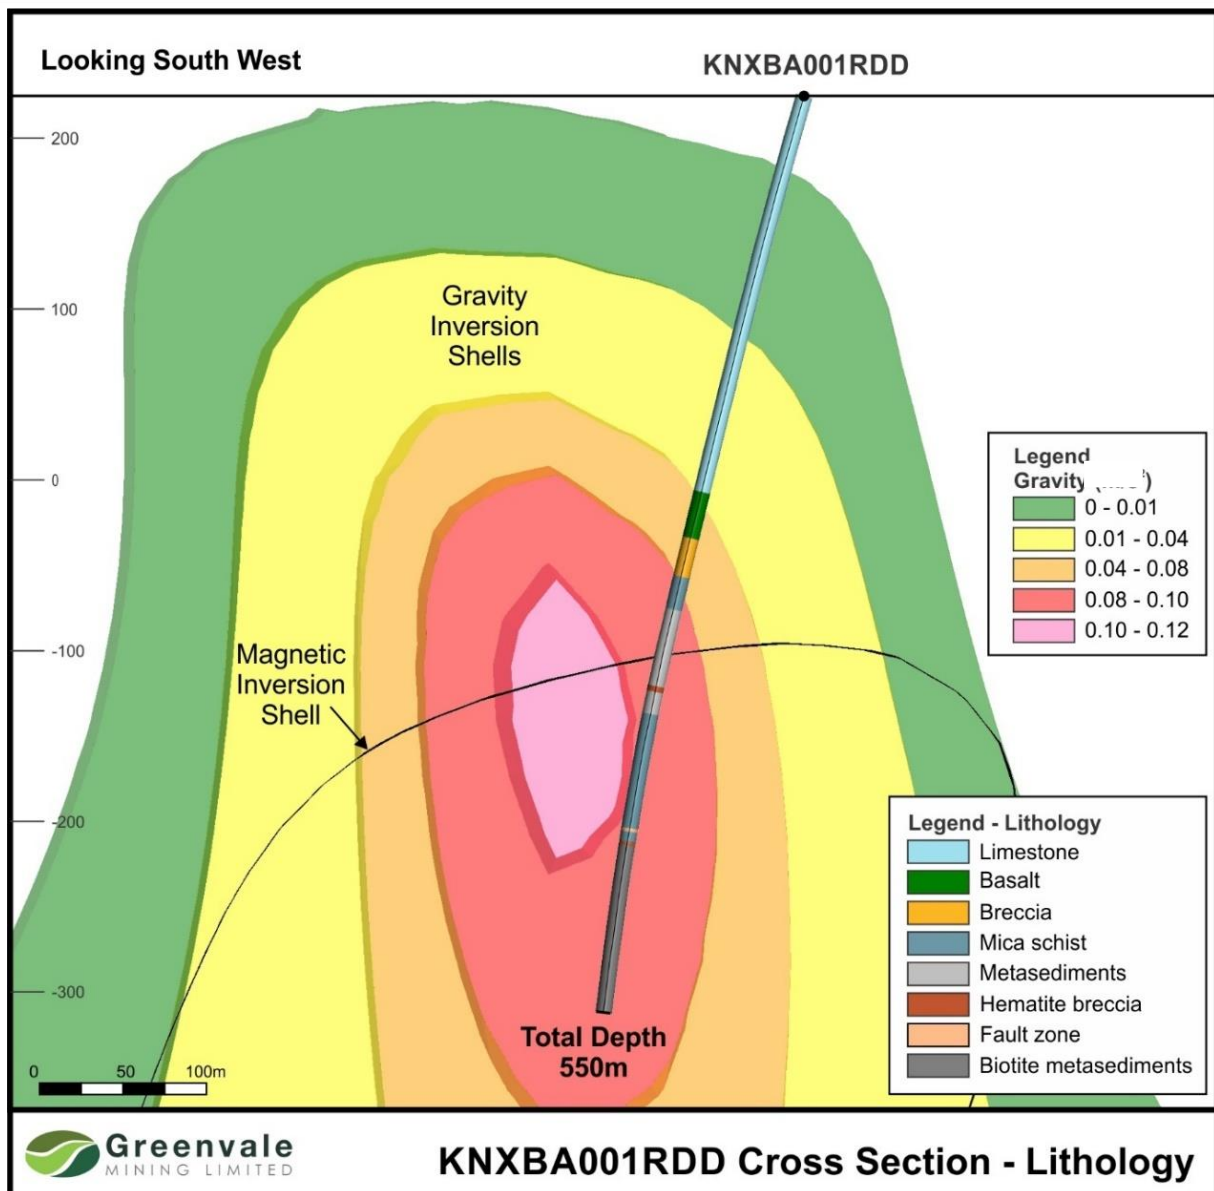 Looking South West
KNXBA001RDD
200
100
0
-100
-200
-300
Gravity
Inversion
Shells
Magnetic
Inversion
Shell
Total Depth
550m
0 50 100m
Legend
Gravity
0 - 0.01
0.01 - 0.04
0.04 - 0.08
0.08 - 0.10
0.10 - 0.12
Legend - Lithology
Limestone
Basalt
Breccia
Mica schist
Metasediments
Hematite breccia
Fault zone
Biotite metasediments
Greenvale
MINING LIMITED
KNXBA001RDD Cross Section - Lithology